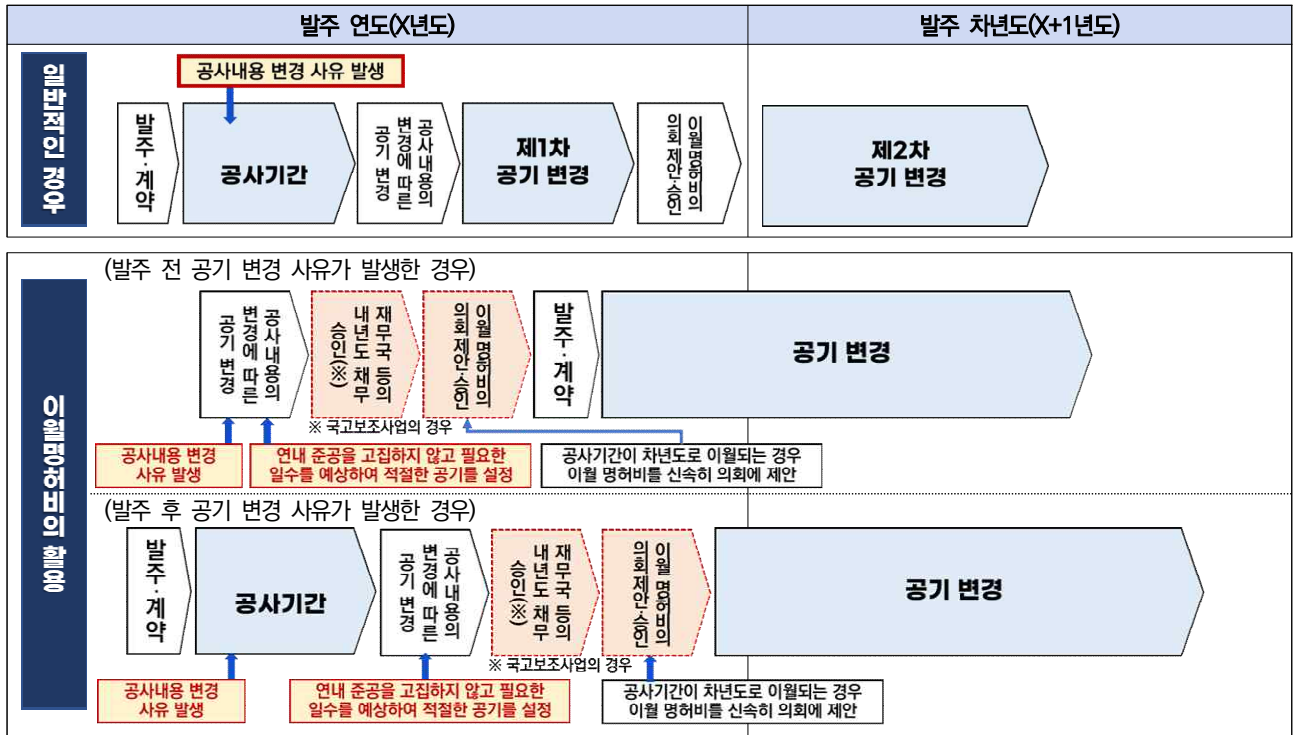 발주 연도(X년도)
발주 차년도(X+1년도)
일반적인 경우
공사내용 변경 사유 발생
발주·계약
공사기간
공사내용의
변경에 따른
공기 변경
제1차
공기 변경
이월명허비의
의회 제안·승인
제2차
공기 변경
이월명허비의 활용
(발주 전 공기 변경 사유가 발생한 경우)
공사내용의
변경에 따른
공기 변경
재무국 등의
내년도 채무
승인(※)
이월 명허비의
의회 제안·승인
발주·계약
공기 변경
※ 국고보조사업의 경우
공사내용 변경
사유 발생
연내 준공을 고집하지 않고 필요한
일수를 예상하여 적절한 공기를 설정
공사기간이 차년도로 이월되는 경우
이월 명허비를 신속히 의회에 제안
(발주 후 공기 변경 사유가 발생한 경우)
발주·계약
공사기간
공사내용의
변경에 따른
공기 변경
재무국 등의
내년도 채무
승인(※)
이월 명허비의
의회제안·승인
공기 변경
※ 국고보조사업의 경우
공사내용 변경
사유 발생
연내 준공을 고집하지 않고 필요한
일수를 예상하여 적절한 공기를 설정
공사기간이 차년도로 이월되는 경우
이월 명허비를 신속히 의회에 제안